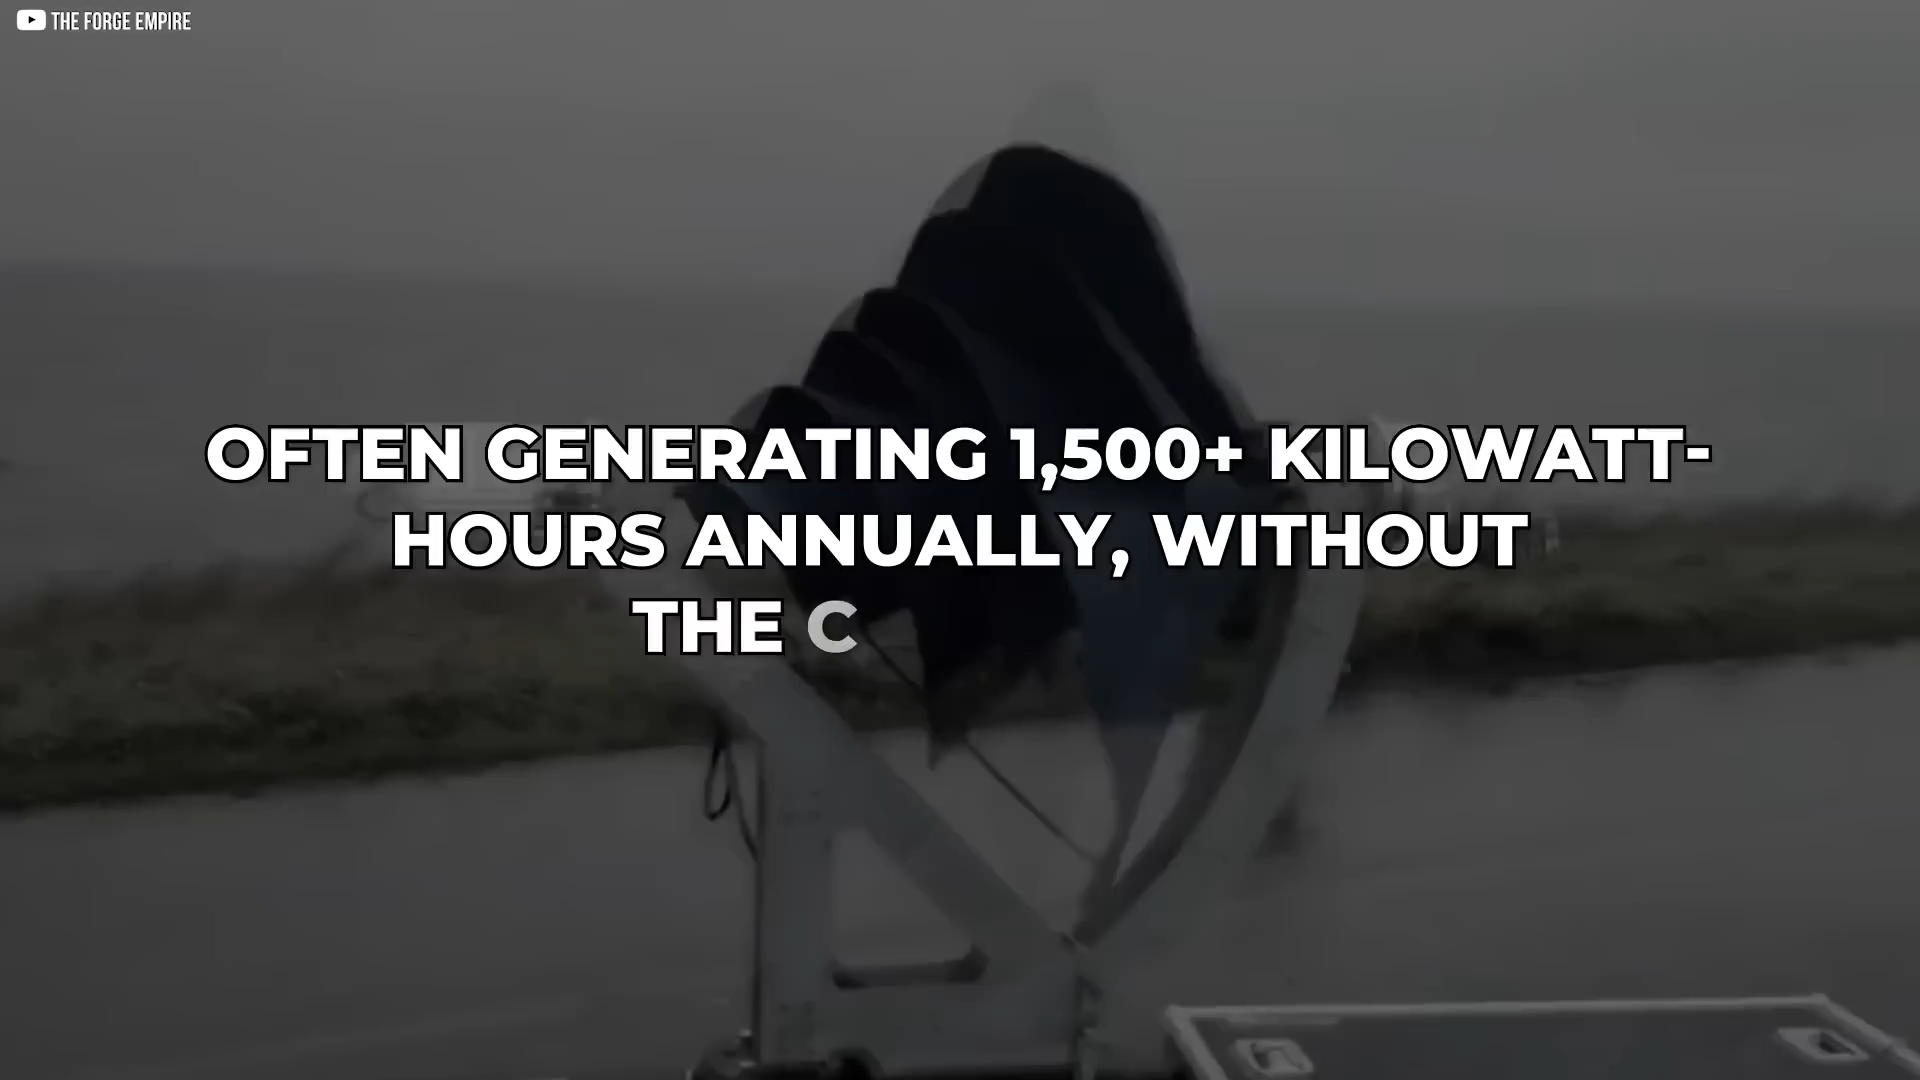 THE FORGE EMPIRE
OFTEN GENERATING 1,500+ KILOWATT-
HOURS ANNUALLY, WITHOUT
THE C